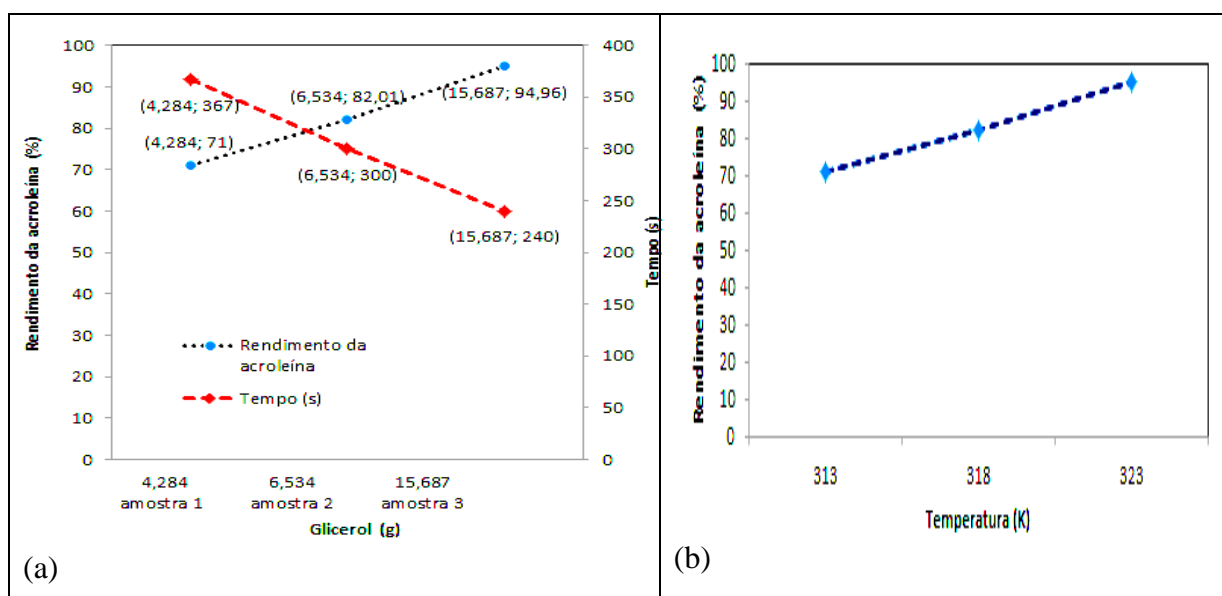 100
90
80
70
60
50
40
30
20
10
0
Rendimento da acrroleína (%)
400
350
300
250
200
150
100
50
0
Tempo (s)
(4,284; 367)
(6,534; 82,01)
(15,687; 94,96)
(4,284; 71)
(6,534; 300)
(15,687; 240)
Rendimento da
acroleína
Tempo (s)
4,284 6,534 15,687
amostra 1 amostra 2 amostra 3
Glicerol (g)
(a)
100
90
80
70
60
50
40
30
20
10
0
Rendimento da acroleína (%)
313 318 323
Temperatura (K)
(b)